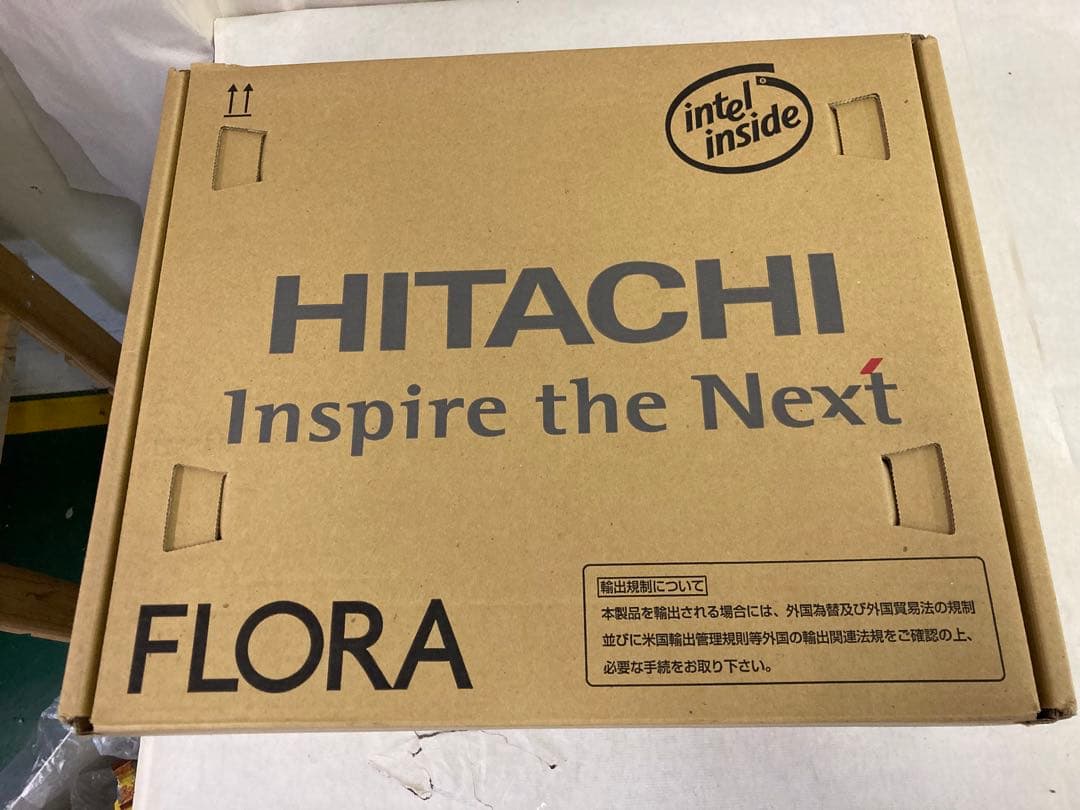 intel
inside
HITACHI
Inspire the Next
FLORA
輸出規制について
本製品を輸出される場合には、外国為替及び外国貿易法の規制
並びに米国輸出管理規則等外国の輸出関連法規をご確認の上、
必要な手続をお取り下さい。